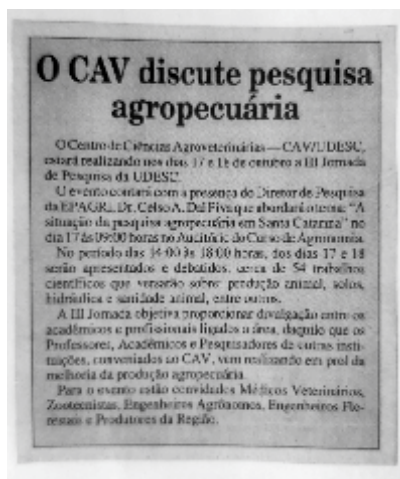 O CAV discute pesquisa
agropecuária
O Centro de Ciências Agroveterinárias — CAV/UDESC,
estará realizando nos dias 17 e 18 de outubro a III Jornada
de Pesquisa da UDESC.
O evento contará com a presença do Diretor de Pesquisa
da EPAGRI, Dr. Celso A. Dal Piva que abordará o tema: "A
situação da pesquisa agropecuária em Santa Catarina" no
dia 17 às 09:00 horas no Auditório do Curso de Agronomia.
No período das 14:00 às 18:00 horas, dos dias 17 e 18
serão apresentados e debatidos, cerca de 54 trabalhos
científicos que versarão sobre: produção animal, solos,
hidráulica e sanidade animal, entre outros.
A III Jornada objetiva proporcionar divulgação entre os
acadêmicos e profissionais ligados a área, daquilo que os
Professores, Acadêmicos e Pesquisadores de outras insti-
tuições, conveniados ao CAV, vem realizando em prol da
melhoria da produção agropecuária.
Para o evento estão convidados Médicos Veterinários,
Zootecnistas, Engenheiros Agrônomos, Engenheiros Flo-
restais e Produtores da Região.